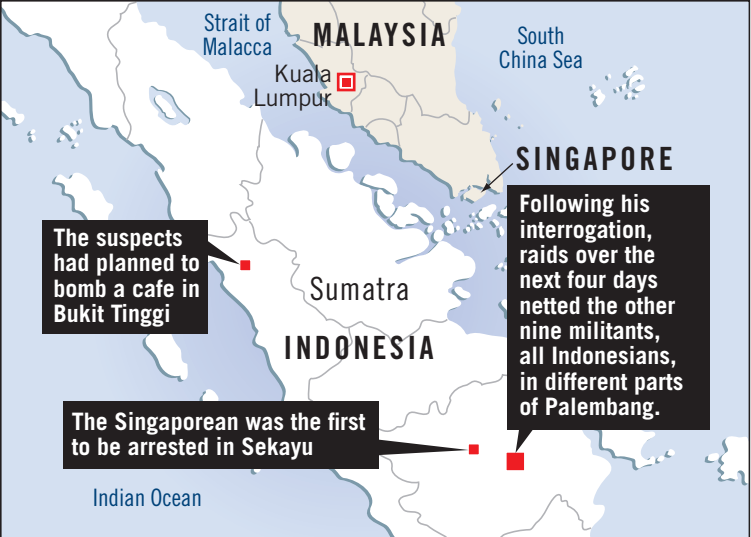 Strait of
Malacca
MALAYSIA
South
China Sea
Kuala
Lumpur
SINGAPORE
Following his
interrogation,
raids over the
next four days
netted the other
nine militants,
all Indonesians,
in different parts
of Palembang.
The suspects
had planned to
bomb a cafe in
Bukit Tinggi
Sumatra
INDONESIA
The Singaporean was the first
to be arrested in Sekayu
Indian Ocean